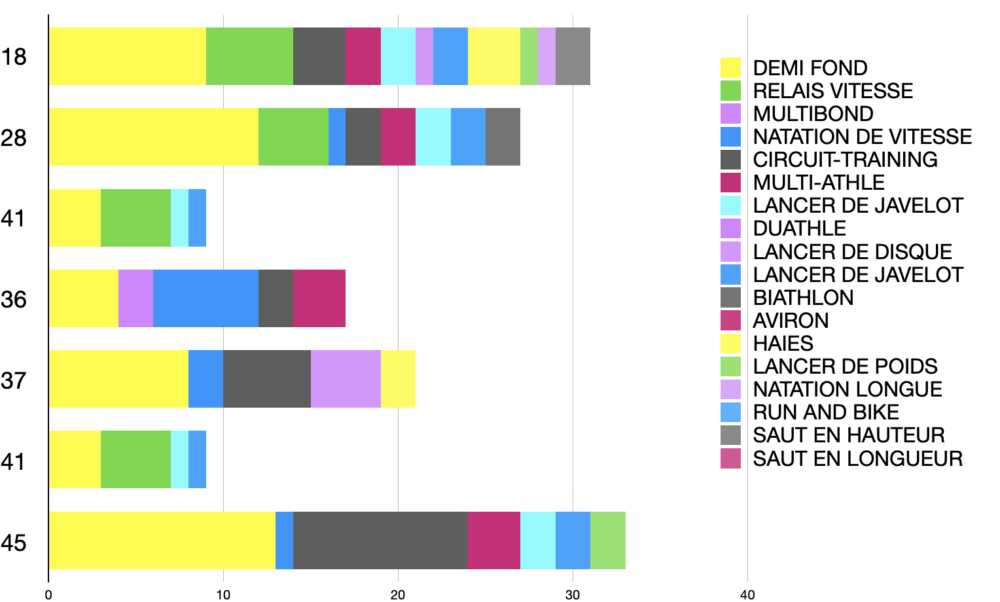 18
28
41
36
37
41
45
0 10 20 30 40
DEMI FOND
RELAIS VITESSE
MULTIBOND
NATATION DE VITESSE
CIRCUIT-TRAINING
MULTI-ATHLE
LANCER DE JAVELOT
DUATHLE
LANCER DE DISQUE
LANCER DE JAVELOT
BIATHLON
AVIRON
HAIES
LANCER DE POIDS
NATATION LONGUE
RUN AND BIKE
SAUT EN HAUTEUR
SAUT EN LONGUEUR